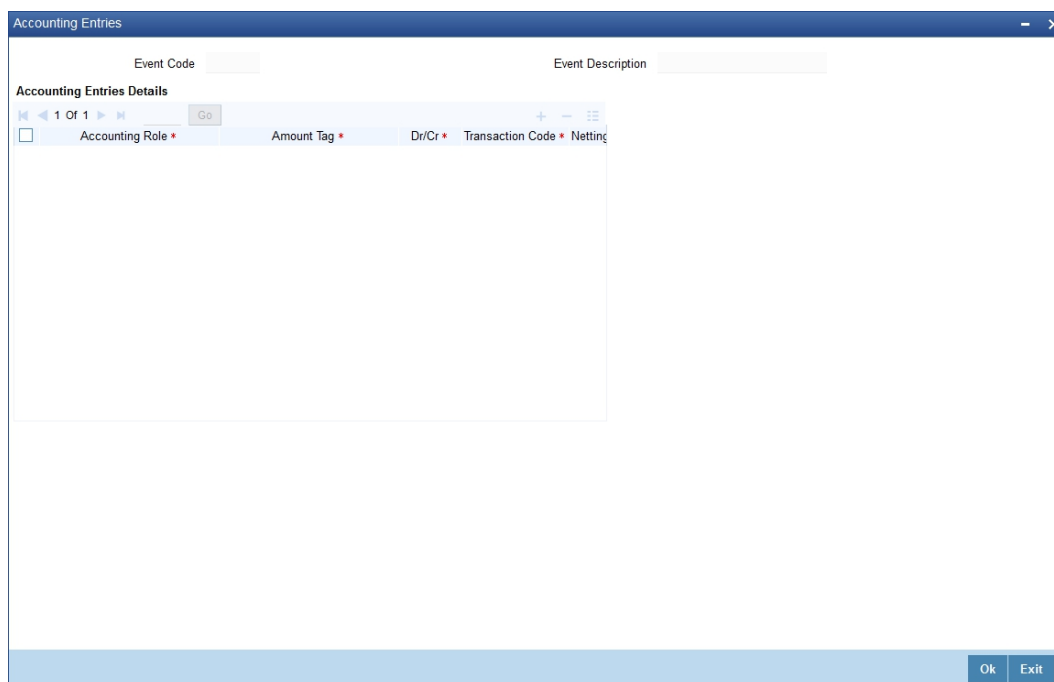 Accounting Entries
Event Code Event Description
Accounting Entries Details
1 Of 1 Go
Accounting Role * Amount Tag * Dr/Cr * Transaction Code * Netting
Ok Exit